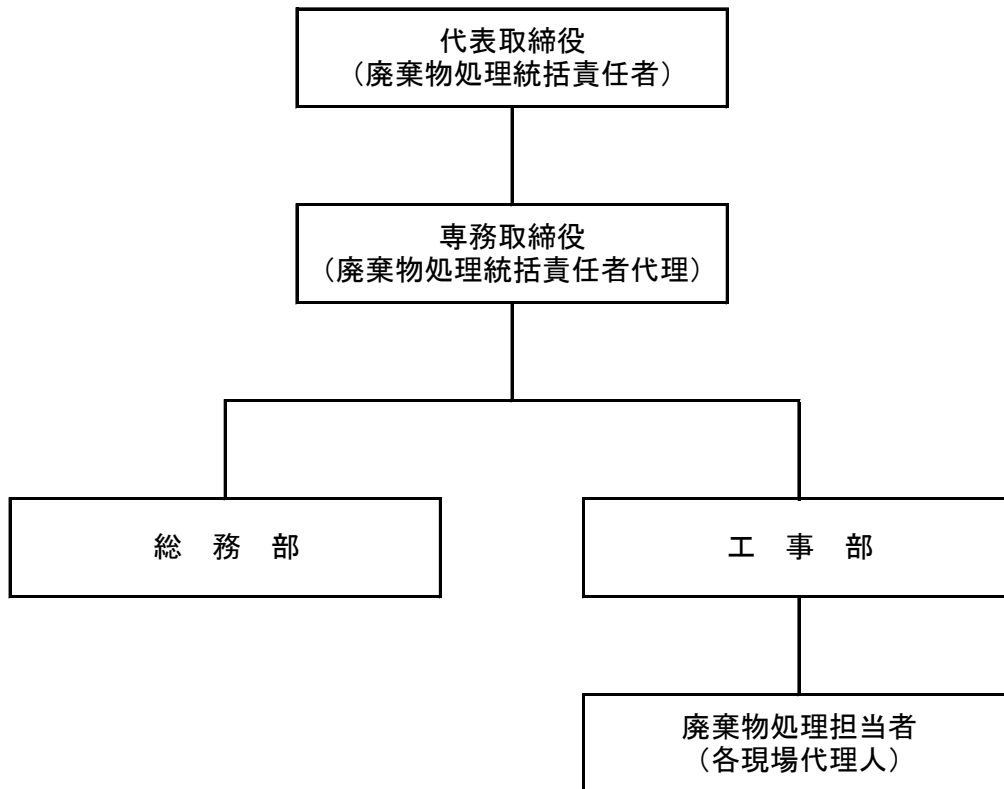 代表取締役
（廃棄物処理統括責任者）
専務取締役
（廃棄物処理統括責任者代理）
総　務　部
工　事　部
廃棄物処理担当者
（各現場代理人）